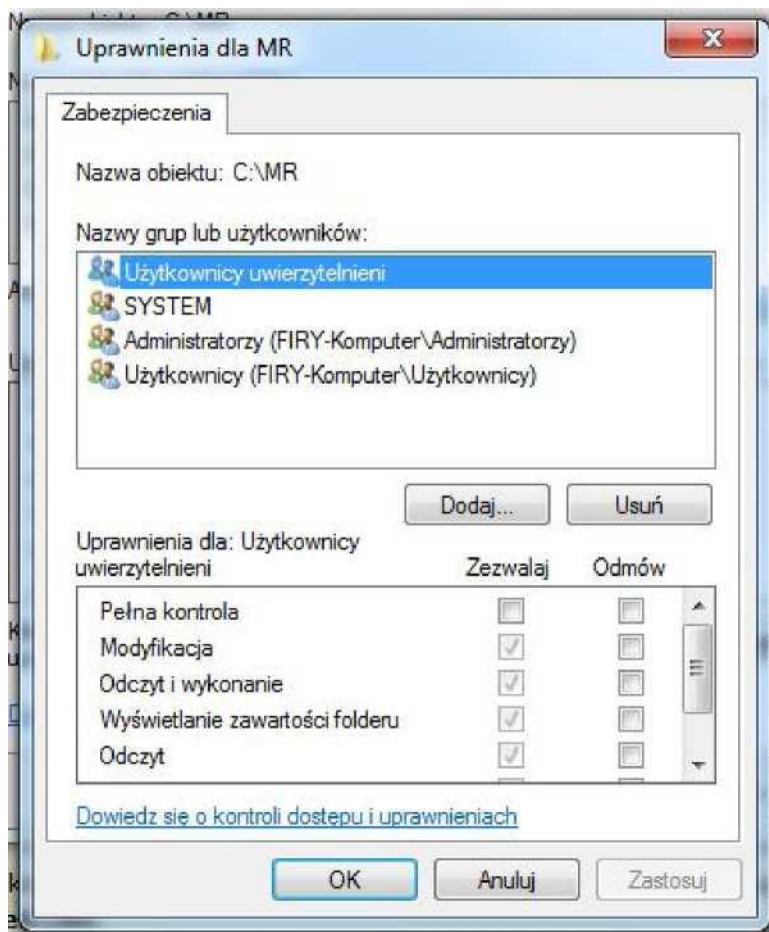 Uprawnienia dla MR
Zabezpieczenia
Nazwa obiektu: C:\MR
Nazwy grup lub użytkowników:
Użytkownicy uwierzytelnieni
SYSTEM
Administratorzy (FIRY-Komputer\Administratorzy)
Użytkownicy (FIRY-Komputer\Użytkownicy)
Dodaj...
Usuń
Uprawnienia dla: Użytkownicy
uwierzytelnieni
Zezwalaj
Odmów
Pełna kontrola
Modyfikacja
Odczyt i wykonanie
Wyświetlanie zawartości folderu
Odczyt
Dowiedz się o kontroli dostępu i uprawnieniach
OK
Anuluj
Zastosuj